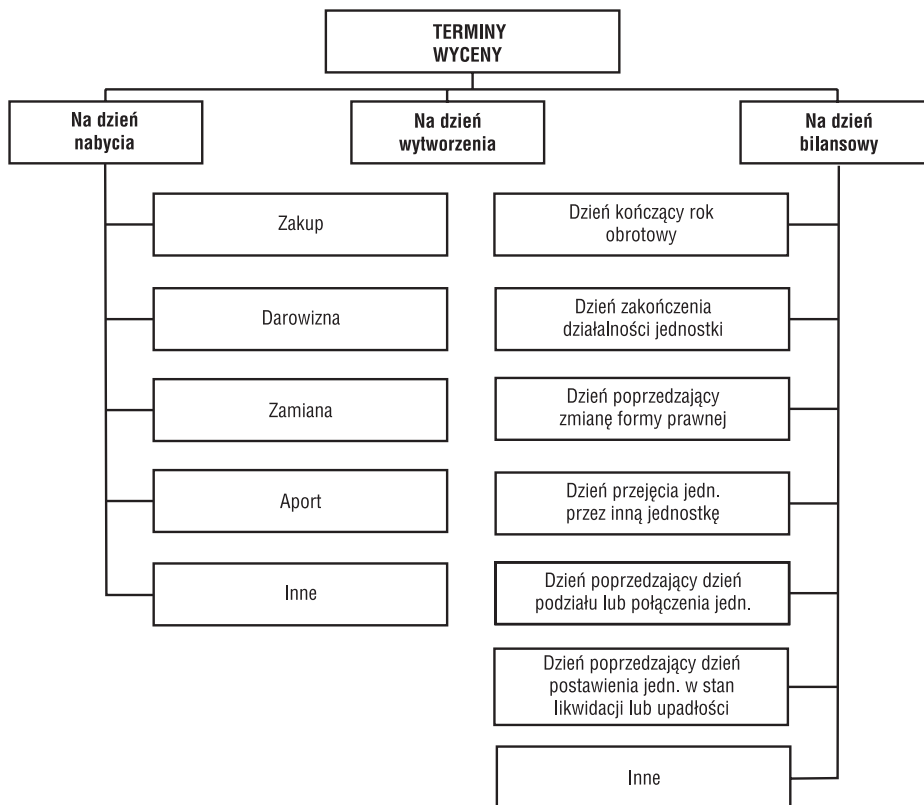 TERMINY
WYCENY
Na dzień
nabycia
Na dzień
wytworzenia
Na dzień
bilansowy
Zakup
Darowizna
Zamiana
Aport
Inne
Dzień kończący rok
obrotowy
Dzień zakończenia
działalności jednostki
Dzień poprzedzający
zmianę formy prawnej
Dzień przejęcia jedn.
przez inną jednostkę
Dzień poprzedzający dzień
podziału lub połączenia jedn.
Dzień poprzedzający dzień
postawienia jedn. w stan
likwidacji lub upadłości
Inne